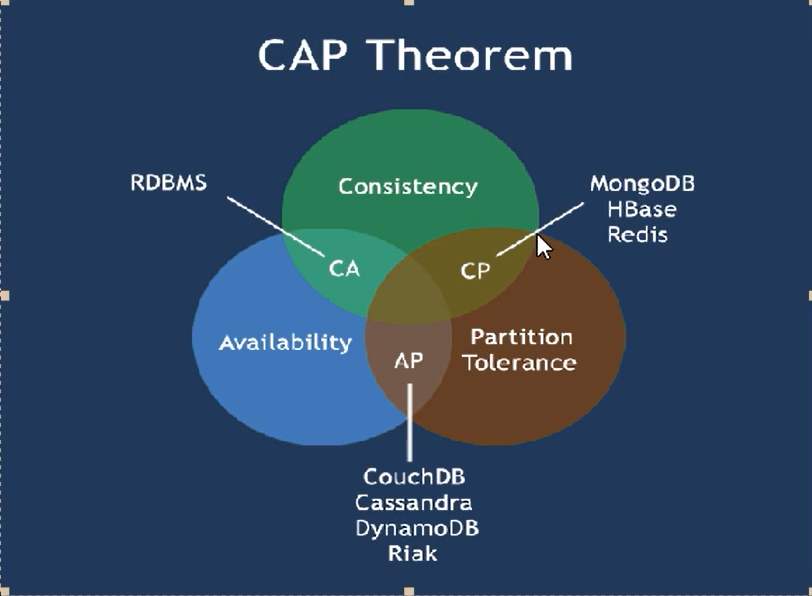 CAP Theorem
Consistency
RDBMS
MongoDB
HBase
Redis
CA
CP
Availability
Partition
Tolerance
AP
CouchDB
Cassandra
DynamoDB
Riak